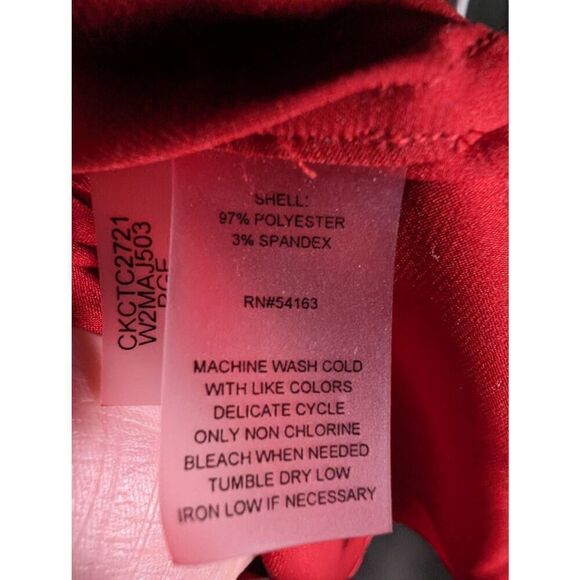 SHELL:
97% POLYESTER
3% SPANDEX
RN#54163
MACHINE WASH COLD
WITH LIKE COLORS
DELICATE CYCLE
ONLY NON CHLORINE
BLEACH WHEN NEEDED
TUMBLE DRY LOW
IRON LOW IF NECESSARY
CKCTC2721
W2MAJ503